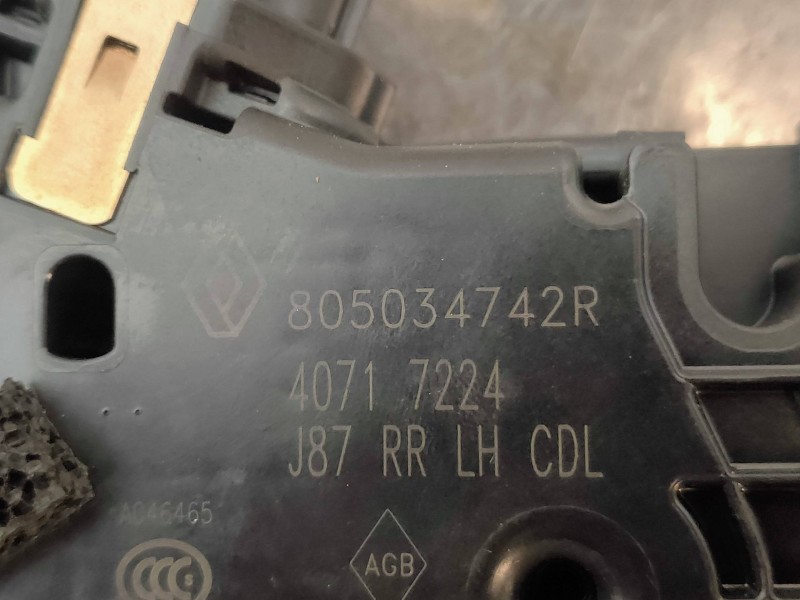 805034742R
4071 7224
J87 RR LH CDL
A046465
CCC
AGB